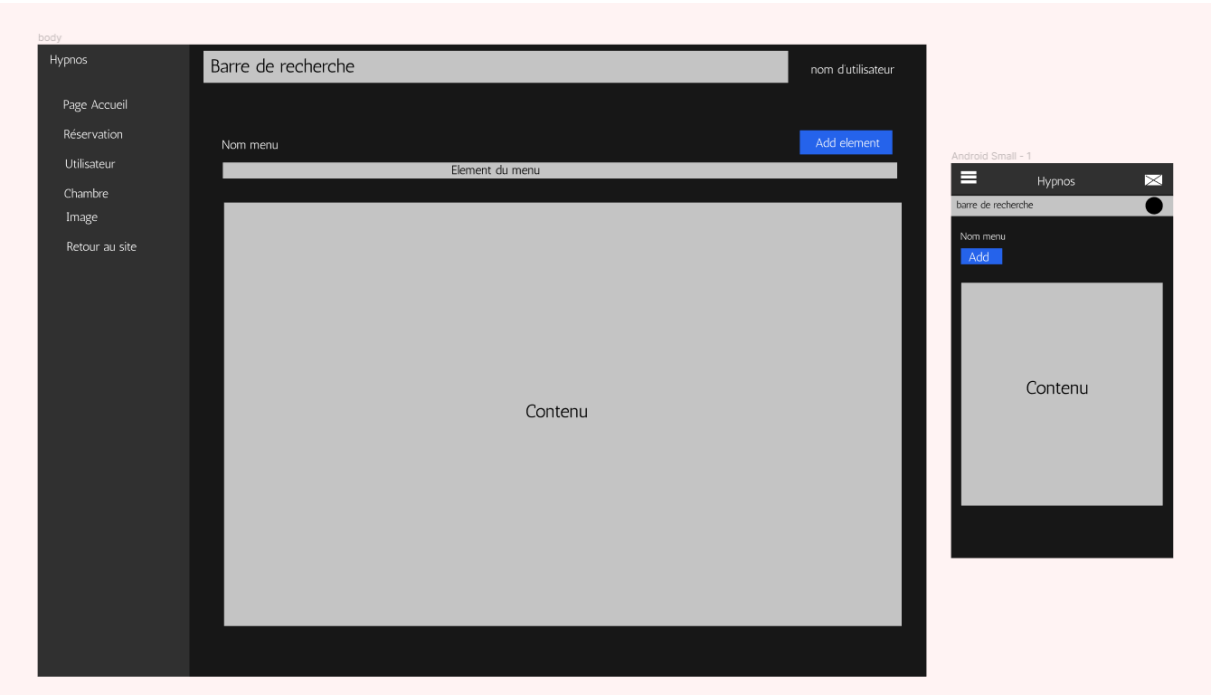 body
Hypnos
Page Accueil
Réservation
Utilisateur
Chambre
Image
Retour au site
Barre de recherche
nom d'utilisateur
Nom menu
Add element
Element du menu
Contenu
Android Small - 1
Hypnos
barre de recherche
Nom menu
Add
Contenu